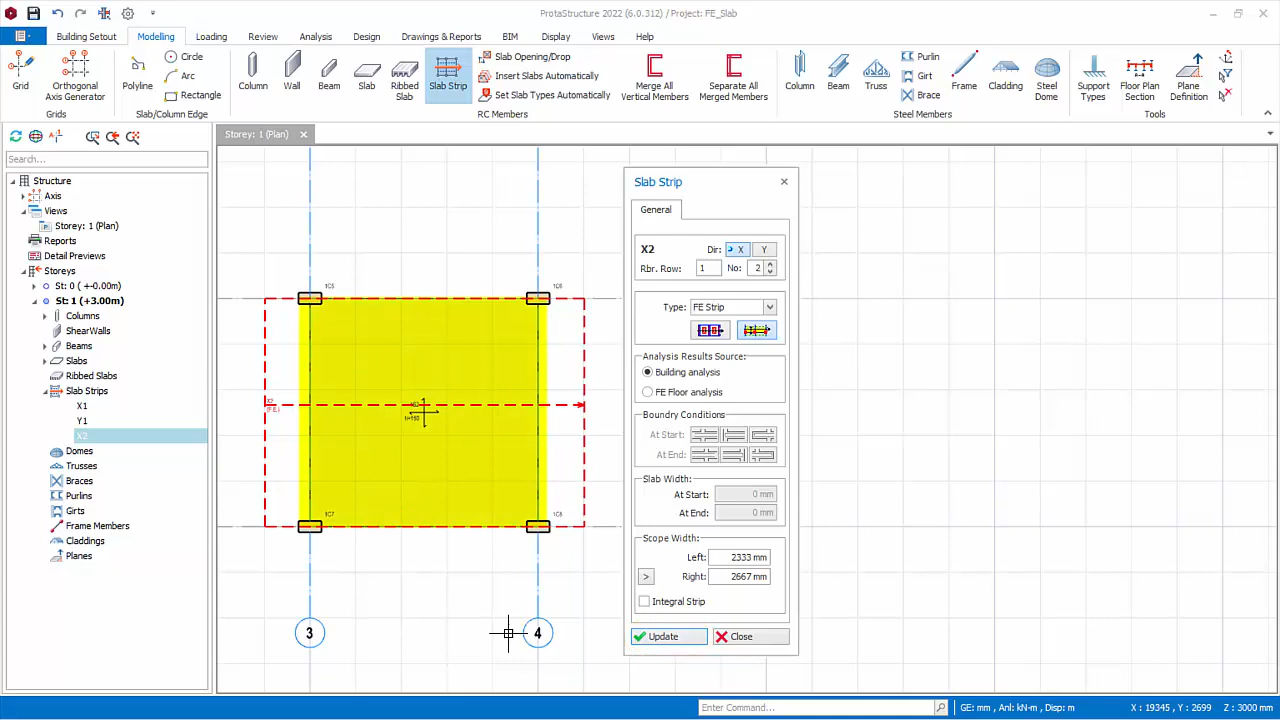 ProtaStructure 2022 (6.0.312) / Project: FE_Slab
Building Setout Modelling Loading Review Analysis Design Drawings & Reports BIM Display Views Help
Grid
Orthogonal Axis Generator
Grids
Polyline
Circle
Arc
Rectangle
Slab/Column Edge
Column
Wall
Beam
Slab
Ribbed Slab
Slab Strip
Slab Opening/Drop
Insert Slabs Automatically
Set Slab Types Automatically
Merge All Vertical Members
Separate All Merged Members
RC Members
Column
Beam
Truss
Purlin
Girt
Brace
Frame
Cladding
Steel Dome
Steel Members
Support Types
Floor Plan Section
Plane Definition
Tools
Storey: 1 (Plan)
Search...
Structure
Axis
Views
Storey: 1 (Plan)
Reports
Detail Previews
Storeys
St: 0 ( +-0.00m)
St: 1 (+3.00m)
Columns
ShearWalls
Beams
Slabs
Ribbed Slabs
Slab Strips
X1
Y1
X2
Domes
Trusses
Braces
Purlins
Girts
Frame Members
Claddings
Planes
1C5
1C6
X2
(F.E.)
1C7
1C8
3
4
Slab Strip
General
X2 Dir: X Y
Rbr. Row: 1 No: 2
Type: FE Strip
Analysis Results Source:
Building analysis
FE Floor analysis
Boundry Conditions
At Start:
At End:
Slab Width:
At Start: 0 mm
At End: 0 mm
Scope Width:
Left: 2333 mm
> Right: 2667 mm
Integral Strip
Update Close
Enter Command...
GE: mm , Anl: kN-m , Disp: m
X : 19345 , Y : 2699
Z : 3000 mm